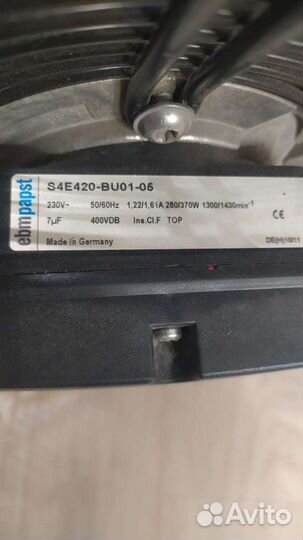 ebmpapst
S4E420-BU01-05
230V~ 50/60Hz 1,22/1,61A 280/370W 1300/1430min⁻¹
7µF 400VDB Ins.Cl.F TOP
CE
Made in Germany
Avito